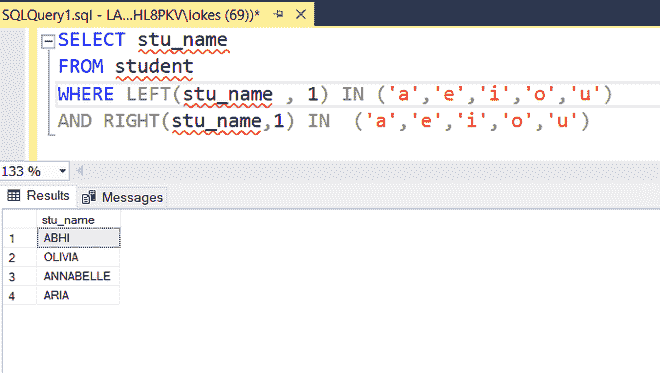 SQLQuery1.sql - LA...HL8PKV\lokes (69))*
SELECT stu_name
FROM student
WHERE LEFT(stu_name , 1) IN ('a','e','i','o','u')
AND RIGHT(stu_name,1) IN  ('a','e','i','o','u')
133 %
Results Messages
stu_name
1 ABHI
2 OLIVIA
3 ANNABELLE
4 ARIA